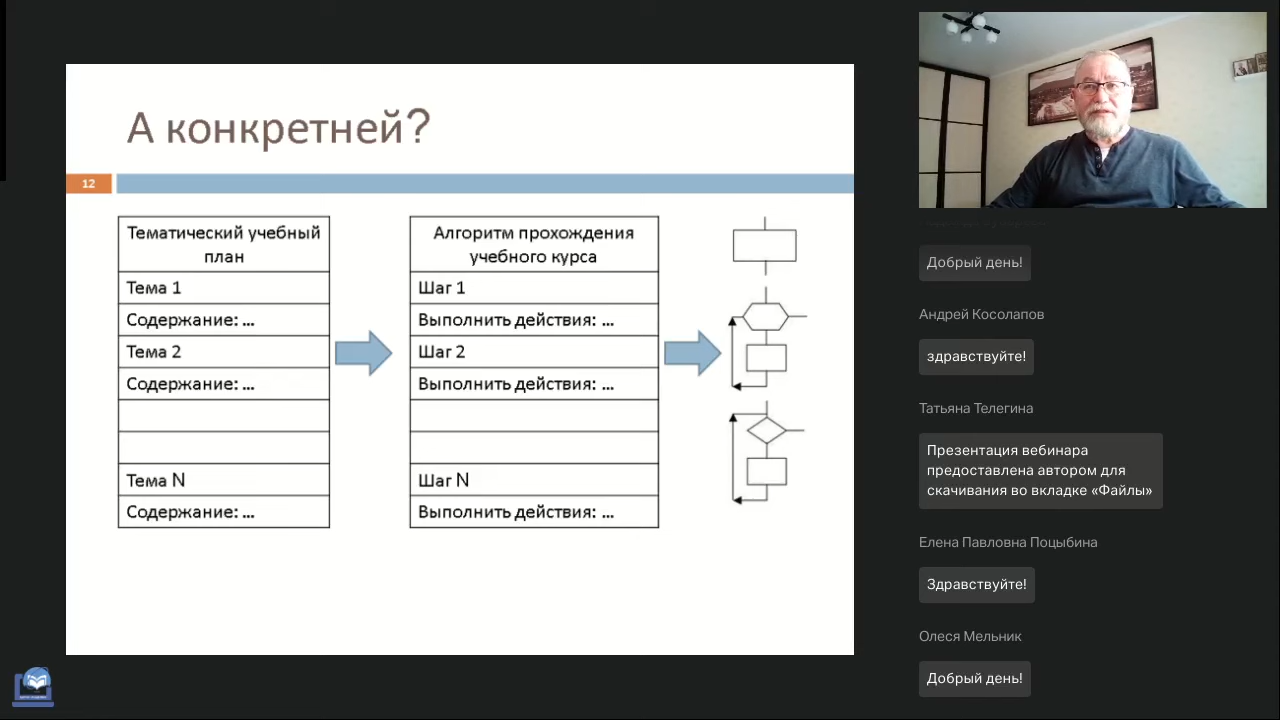 А конкретней?
12
Тематический учебный
план
Тема 1
Содержание: ...
Тема 2
Содержание: ...
Тема N
Содержание: ...
Алгоритм прохождения
учебного курса
Шаг 1
Выполнить действия: ...
Шаг 2
Выполнить действия: ...
Шаг N
Выполнить действия: ...
Добрый день!
Андрей Косолапов
здравствуйте!
Татьяна Телегина
Презентация вебинара
предоставлена автором для
скачивания во вкладке «Файлы»
Елена Павловна Поцыбина
Здравствуйте!
Олеся Мельник
Добрый день!